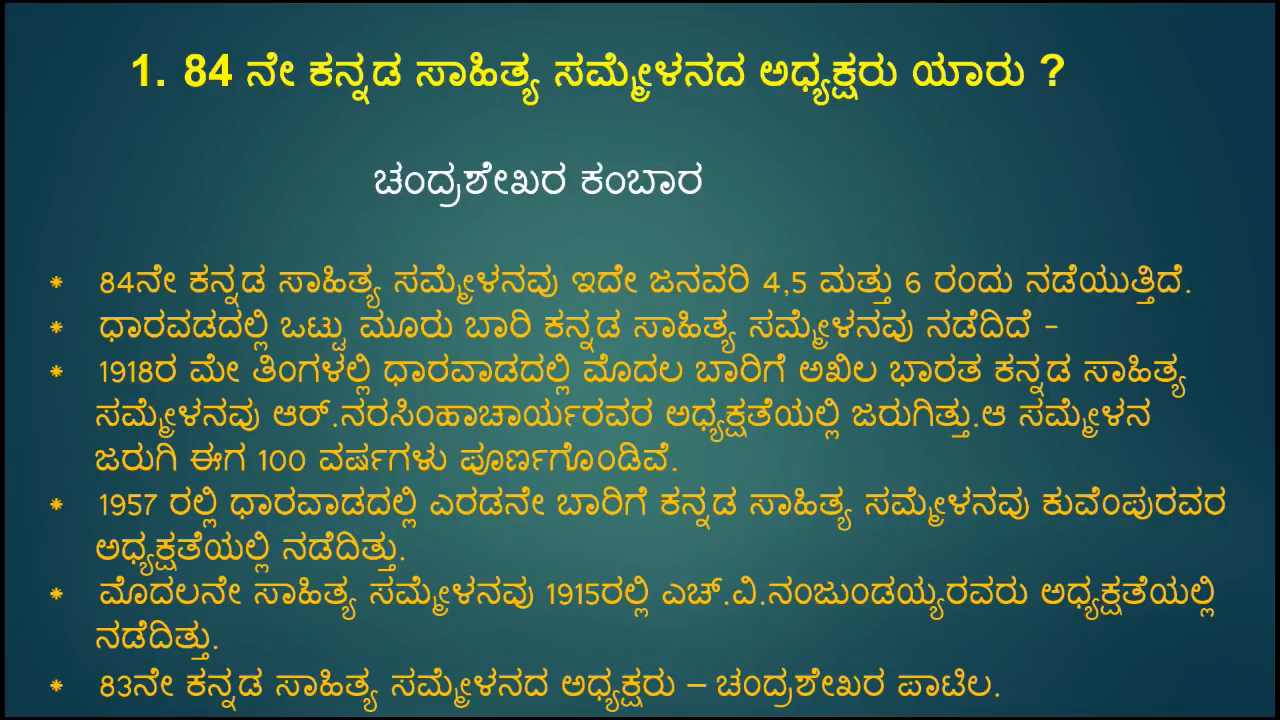 1. 84 ನೇ ಕನ್ನಡ ಸಾಹಿತ್ಯ ಸಮ್ಮೇಳನದ ಅಧ್ಯಕ್ಷರು ಯಾರು ?
ಚಂದ್ರಶೇಖರ ಕಂಬಾರ
* 84ನೇ ಕನ್ನಡ ಸಾಹಿತ್ಯ ಸಮ್ಮೇಳನವು ಇದೇ ಜನವರಿ 4,5 ಮತ್ತು 6 ರಂದು ನಡೆಯುತ್ತಿದೆ.
* ಧಾರವಡದಲ್ಲಿ ಒಟ್ಟು ಮೂರು ಬಾರಿ ಕನ್ನಡ ಸಾಹಿತ್ಯ ಸಮ್ಮೇಳನವು ನಡೆದಿದೆ –
* 1918ರ ಮೇ ತಿಂಗಳಲ್ಲಿ ಧಾರವಾಡದಲ್ಲಿ ಮೊದಲ ಬಾರಿಗೆ ಅಖಿಲ ಭಾರತ ಕನ್ನಡ ಸಾಹಿತ್ಯ
ಸಮ್ಮೇಳನವು ಆರ್.ನರಸಿಂಹಾಚಾರ್ಯರವರ ಅಧ್ಯಕ್ಷತೆಯಲ್ಲಿ ಜರುಗಿತ್ತು.ಆ ಸಮ್ಮೇಳನ
ಜರುಗಿ ಈಗ 100 ವರ್ಷಗಳು ಪೂರ್ಣಗೊಂಡಿವೆ.
* 1957 ರಲ್ಲಿ ಧಾರವಾಡದಲ್ಲಿ ಎರಡನೇ ಬಾರಿಗೆ ಕನ್ನಡ ಸಾಹಿತ್ಯ ಸಮ್ಮೇಳನವು ಕುವೆಂಪುರವರ
ಅಧ್ಯಕ್ಷತೆಯಲ್ಲಿ ನಡೆದಿತ್ತು.
* ಮೊದಲನೇ ಸಾಹಿತ್ಯ ಸಮ್ಮೇಳನವು 1915ರಲ್ಲಿ ಎಚ್.ವಿ.ನಂಜುಂಡಯ್ಯರವರು ಅಧ್ಯಕ್ಷತೆಯಲ್ಲಿ
ನಡೆದಿತ್ತು.
* 83ನೇ ಕನ್ನಡ ಸಾಹಿತ್ಯ ಸಮ್ಮೇಳನದ ಅಧ್ಯಕ್ಷರು – ಚಂದ್ರಶೇಖರ ಪಾಟೀಲ.